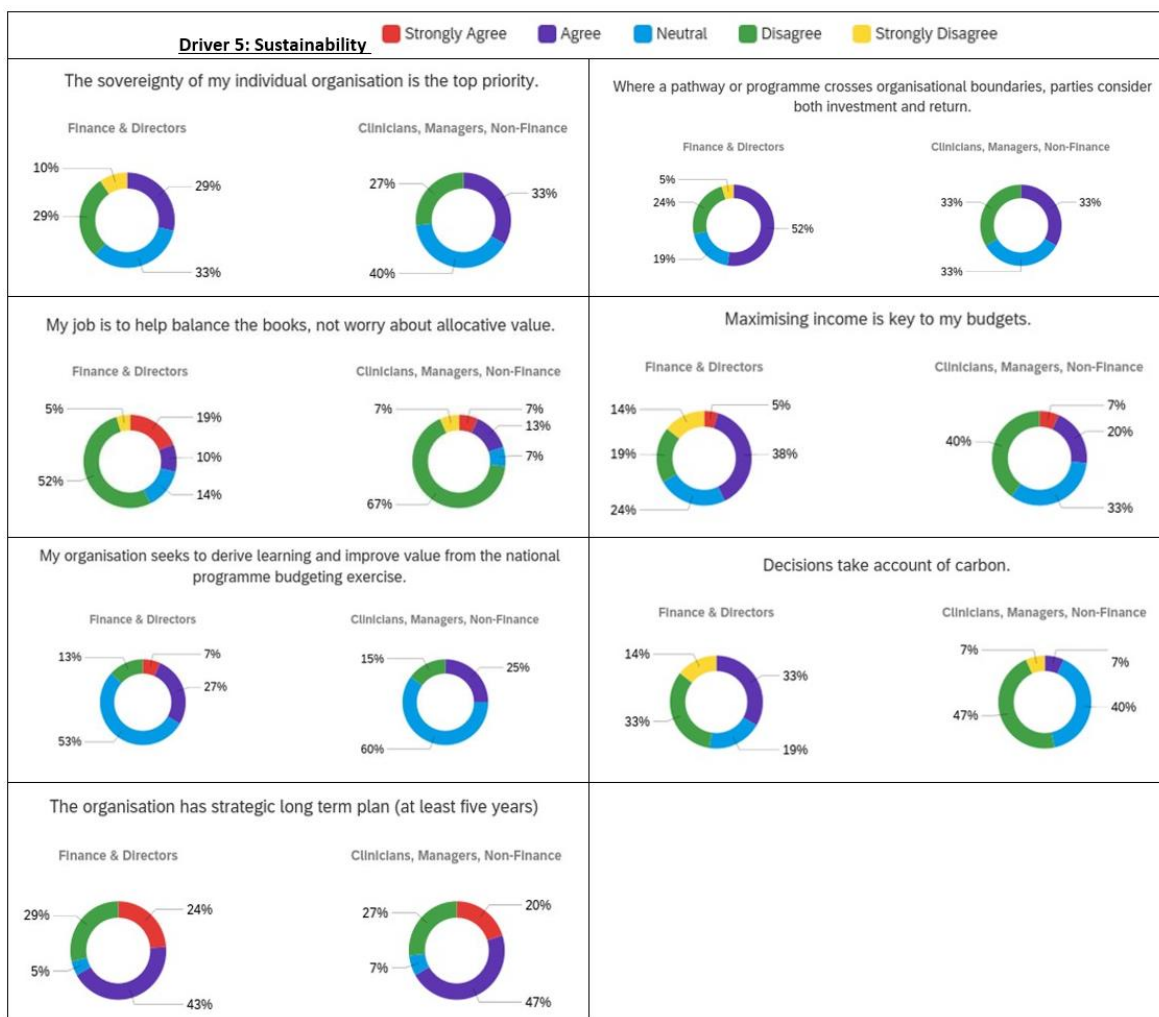 Driver 5: Sustainability Strongly Agree Agree Neutral Disagree Strongly Disagree
The sovereignty of my individual organisation is the top priority.
Finance & Directors
10%
29%
29%
33%
Clinicians, Managers, Non-Finance
27%
33%
40%
Where a pathway or programme crosses organisational boundaries, parties consider
both investment and return.
Finance & Directors
5%
24%
52%
19%
Clinicians, Managers, Non-Finance
33%
33%
33%
My job is to help balance the books, not worry about allocative value.
Finance & Directors
5%
19%
10%
52%
14%
Clinicians, Managers, Non-Finance
7%
7%
13%
7%
67%
Maximising income is key to my budgets.
Finance & Directors
14%
5%
19%
38%
24%
Clinicians, Managers, Non-Finance
7%
20%
40%
33%
My organisation seeks to derive learning and improve value from the national
programme budgeting exercise.
Finance & Directors
13%
7%
27%
53%
Clinicians, Managers, Non-Finance
15%
25%
60%
Decisions take account of carbon.
Finance & Directors
14%
33%
33%
19%
Clinicians, Managers, Non-Finance
7%
7%
47%
40%
The organisation has strategic long term plan (at least five years)
Finance & Directors
24%
29%
5%
43%
Clinicians, Managers, Non-Finance
20%
27%
7%
47%